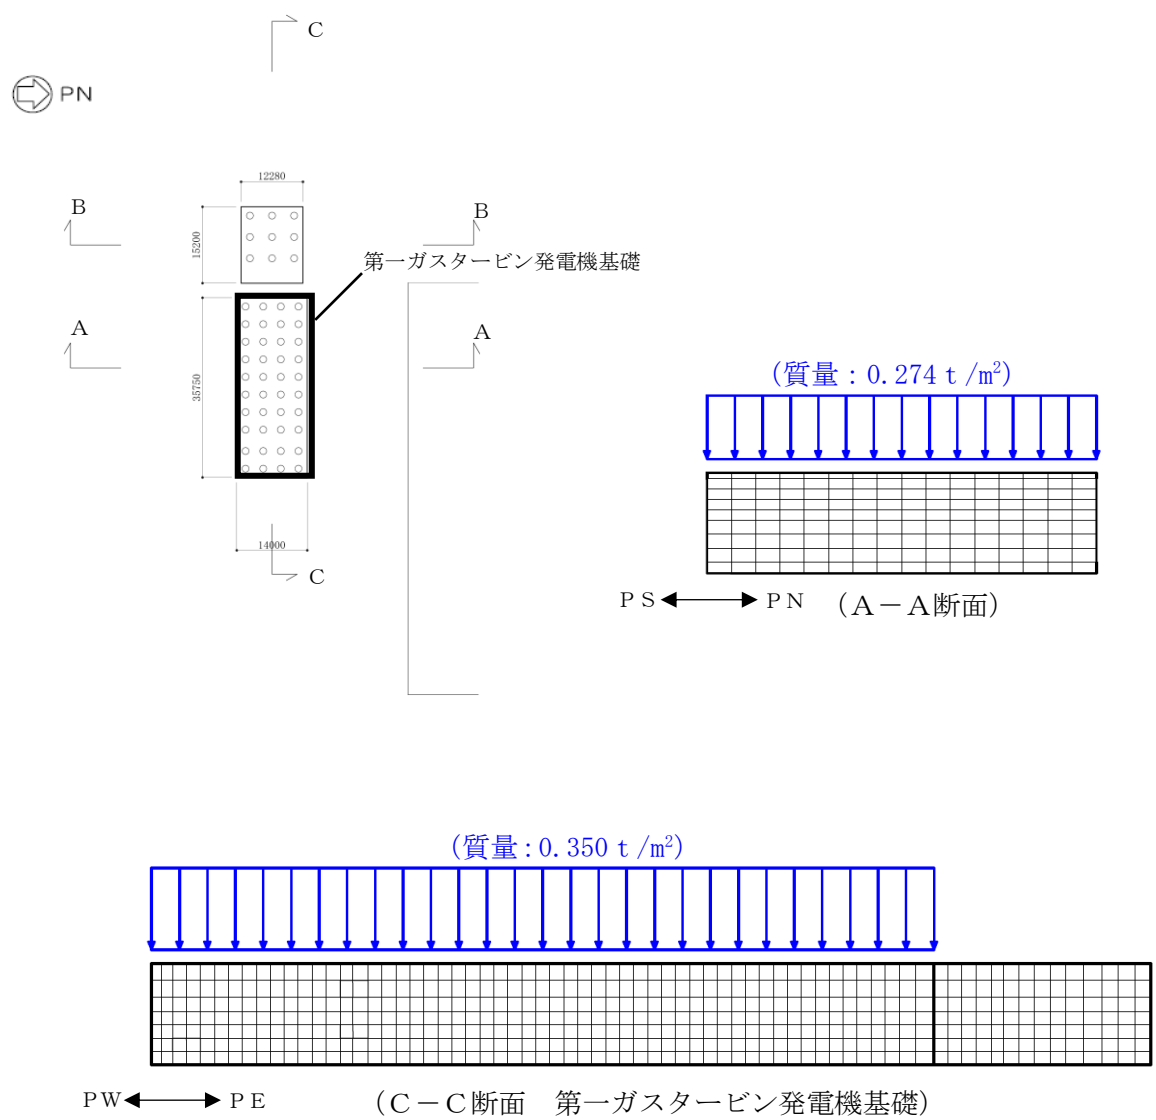 C
PN
12280
B
B
15200
第一ガスタービン発電機基礎
A
A
35750
(質量：0.274ｔ/m²)
14000
C
ＰＳ ＰＮ (Ａ－Ａ断面)
(質量：0.350ｔ/m²)
ＰＷ ＰＥ (Ｃ－Ｃ断面　第一ガスタービン発電機基礎)